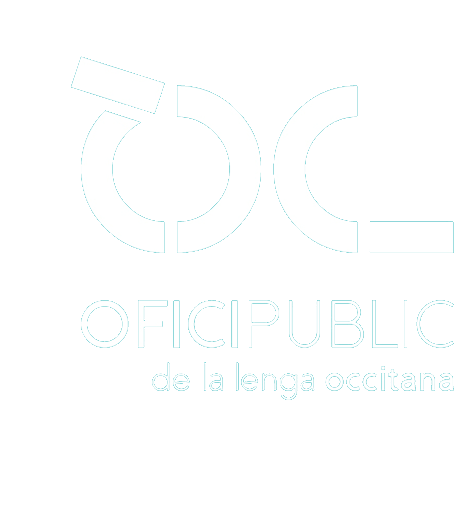 ÒC
OFICIPUBLIC
de la lenga occitana